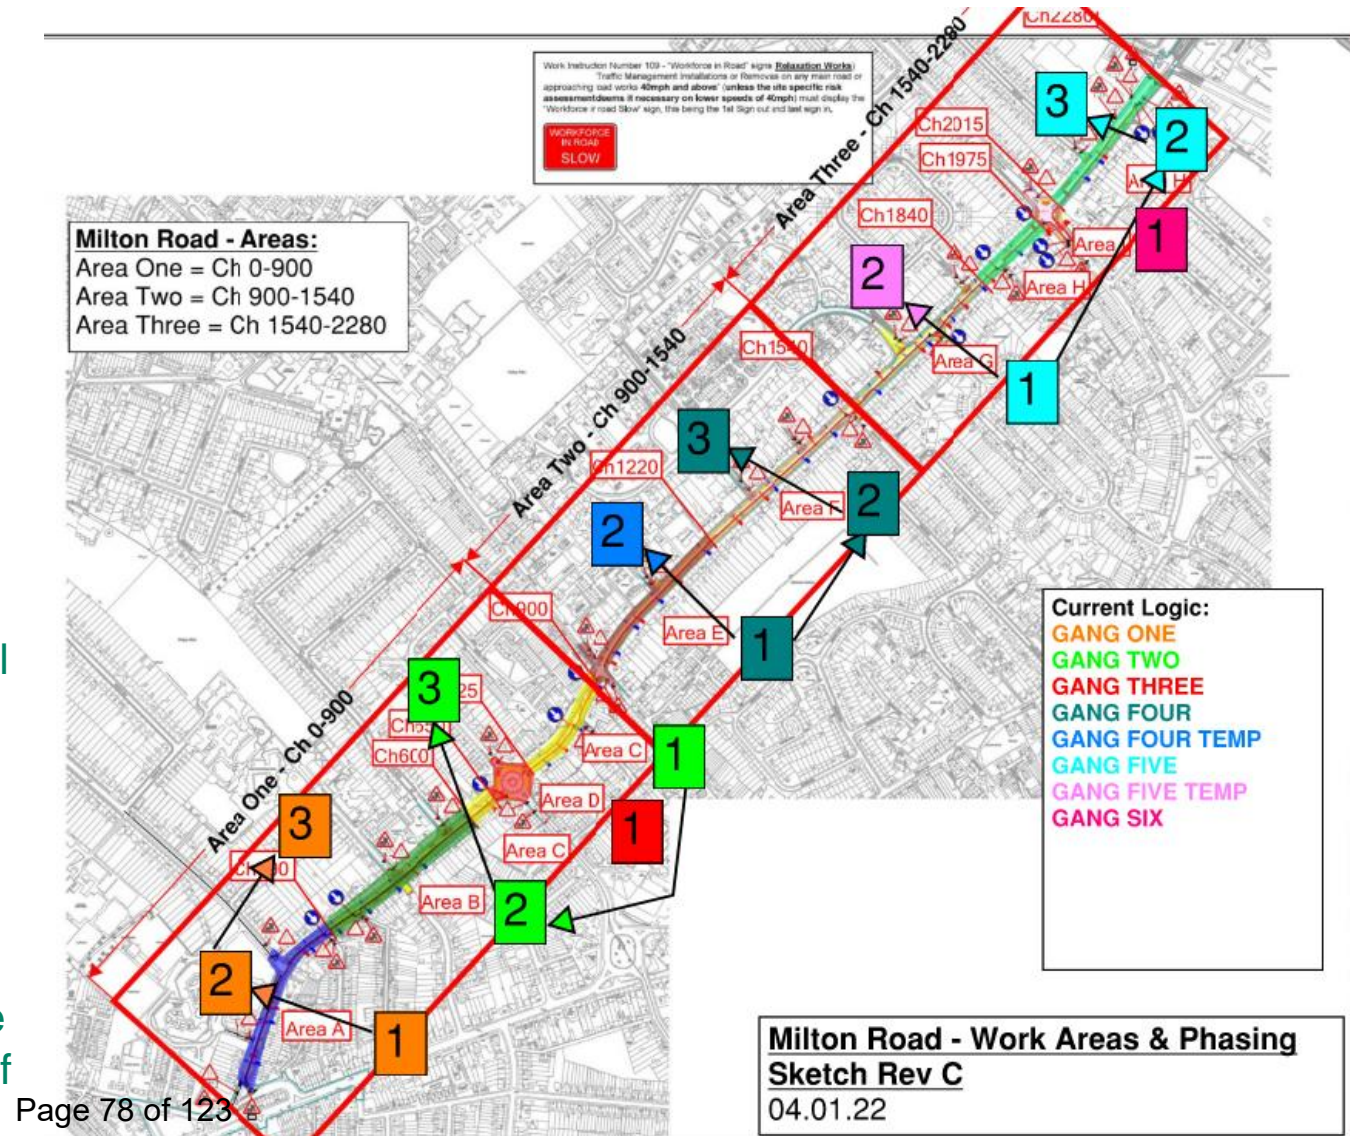 Ch2280
Work Instruction Number 109 - "Workforce in Road" signs Relaxation Works)
Traffic Management Installations or Removals on any main road or
approaching road works 40mph and above" (unless the site specific risk
assessment deems it necessary on lower speeds of 40mph) must display the
"Workforce in road Slow" sign, this being the 1st Sign out and last sign in.
WORKFORCE
IN ROAD
SLOW
Area Three - Ch 1540-2280
3
2
Ch2015
Ch1975
1
Ch1840
Area
Area H
2
Milton Road - Areas:
Area One = Ch 0-900
Area Two = Ch 900-1540
Area Three = Ch 1540-2280
Ch1540
Area G
1
Area Two - Ch 900-1540
3
Ch1220
Area F
2
2
Ch900
Area E
1
Current Logic:
GANG ONE
GANG TWO
GANG THREE
GANG FOUR
GANG FOUR TEMP
GANG FIVE
GANG FIVE TEMP
GANG SIX
3
25
Ch600
Area C
1
Area One - Ch 0-900
Area D
3
1
Area C
Area B
2
2
Area A
1
Milton Road - Work Areas & Phasing
Sketch Rev C
04.01.22
Page 78 of 123